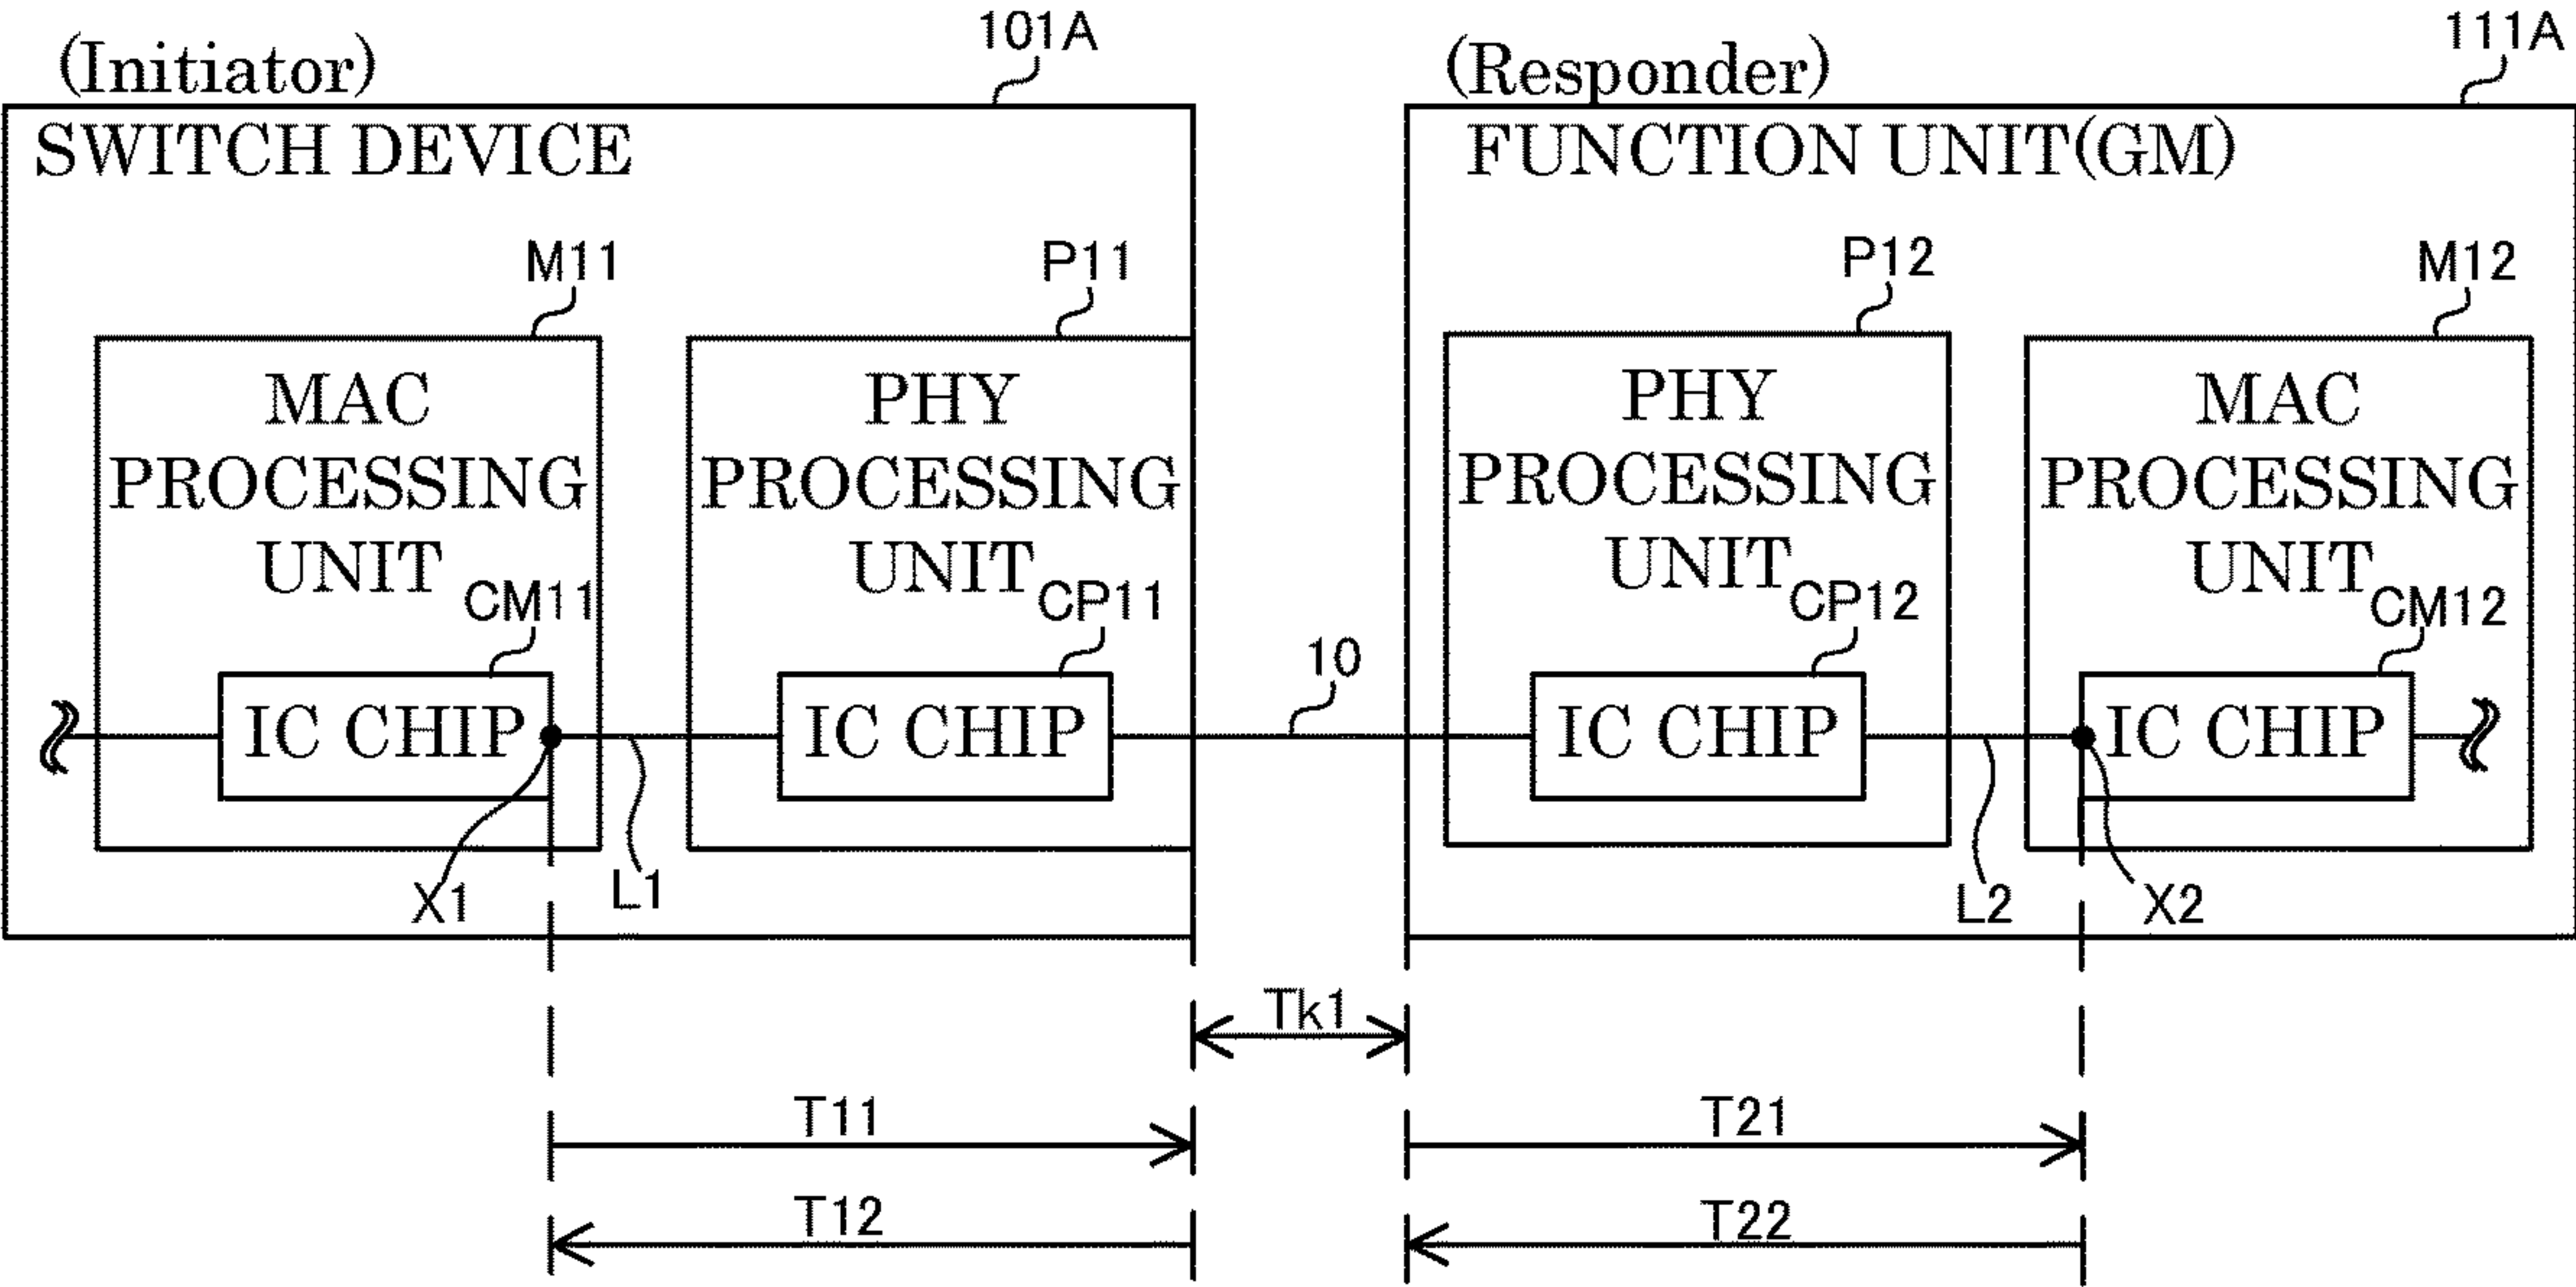 101A
111A
(Initiator)
(Responder)
SWITCH DEVICE
FUNCTION UNIT(GM)
M11
P11
P12
M12
MAC
PROCESSING
UNIT
PHY
PROCESSING
UNIT
PHY
PROCESSING
UNIT
MAC
PROCESSING
UNIT
CM11
CP11
CP12
CM12
10
IC CHIP
IC CHIP
IC CHIP
IC CHIP
X1
L1
L2
X2
Tk1
T11
T21
T12
T22